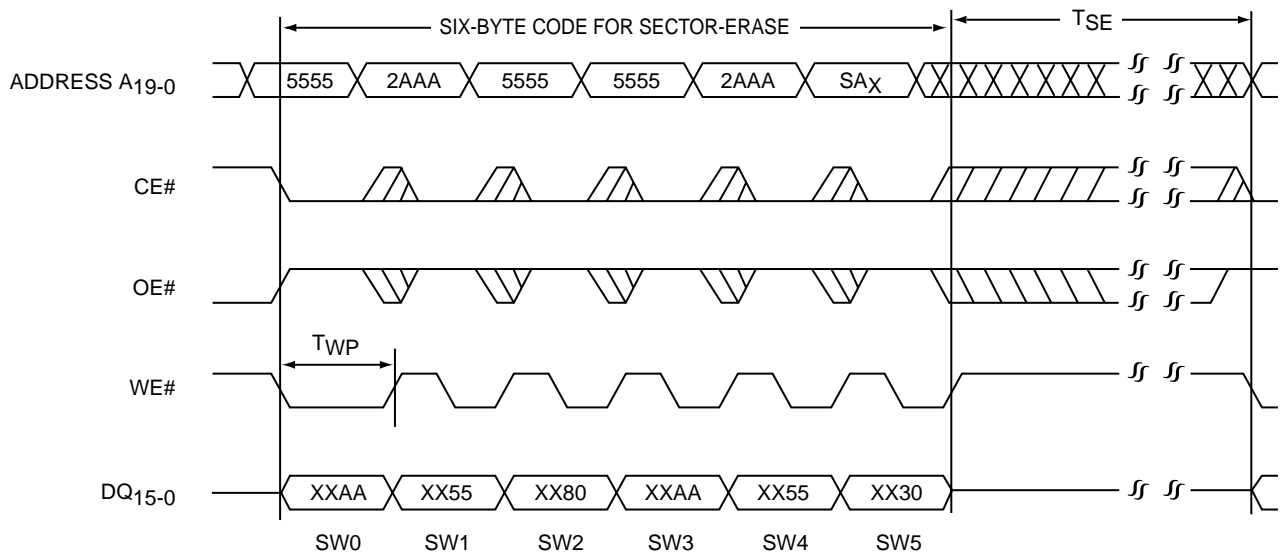 SIX-BYTE CODE FOR SECTOR-ERASE TSE
ADDRESS A19-0 5555 2AAA 5555 5555 2AAA SAX
CE#
OE#
TWP
WE#
DQ15-0 XXAA XX55 XX80 XXAA XX55 XX30
SW0 SW1 SW2 SW3 SW4 SW5